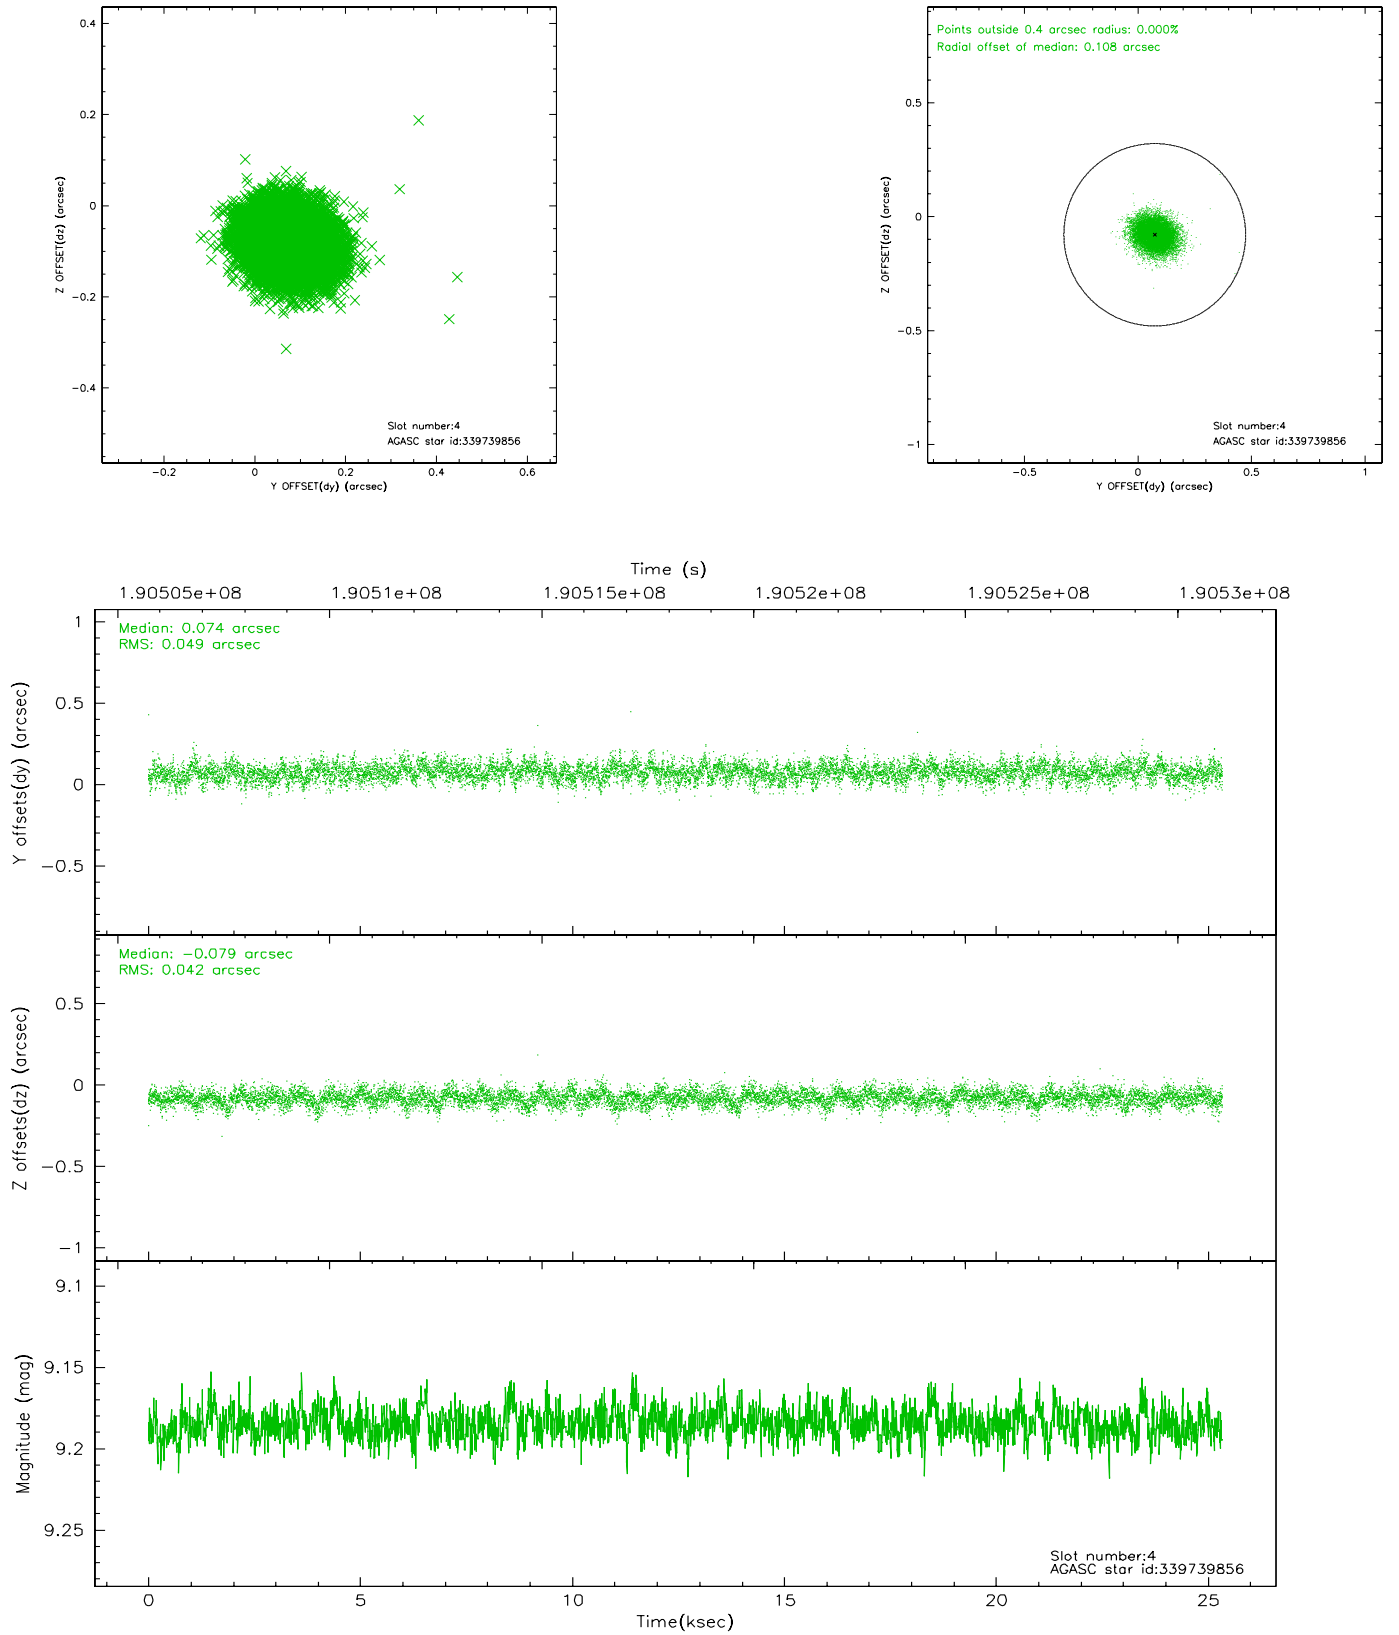 0.4
0.2
0
−0.2
−0.4
Z OFFSET(dz) (arcsec)
Slot number:4
AGASC star id:339739856
−0.2 0 0.2 0.4 0.6
Y OFFSET(dy) (arcsec)
Points outside 0.4 arcsec radius: 0.000%
Radial offset of median: 0.108 arcsec
0.5
0
−0.5
−1
Z OFFSET(dz) (arcsec)
Slot number:4
AGASC star id:339739856
−0.5 0 0.5 1
Y OFFSET(dy) (arcsec)
Time (s)
1.90505e+08 1.9051e+08 1.90515e+08 1.9052e+08 1.90525e+08 1.9053e+08
Median: 0.074 arcsec
RMS: 0.049 arcsec
1
0.5
0
−0.5
Y offsets(dy) (arcsec)
Median: −0.079 arcsec
RMS: 0.042 arcsec
0.5
0
−0.5
−1
Z offsets(dz) (arcsec)
9.1
9.15
9.2
9.25
Magnitude (mag)
Slot number:4
AGASC star id:339739856
0 5 10 15 20 25
Time(ksec)